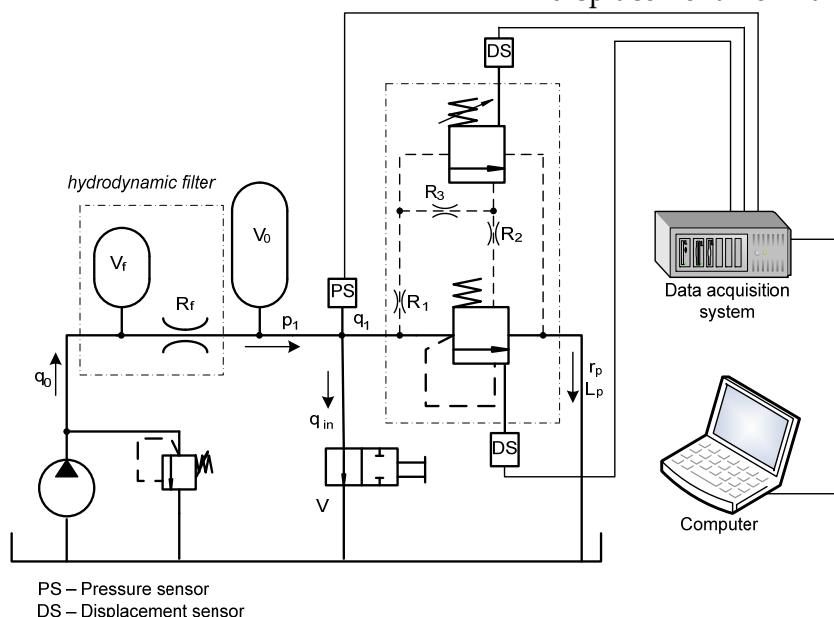 DS
hydrodynamic filter
R3
V0
Vf
R2
PS
Rf
R1
Data acquisition
system
p1
q1
q0
rp
Lp
q in
DS
V
Computer
PS – Pressure sensor
DS – Displacement sensor